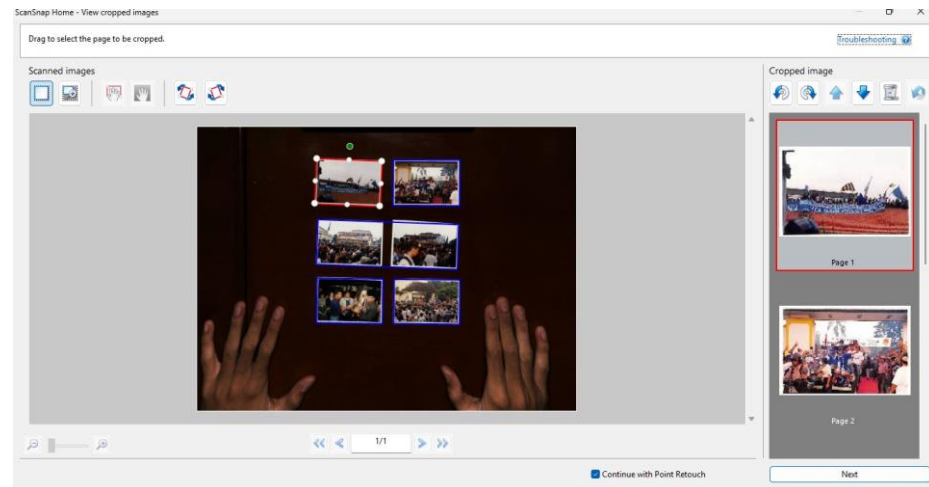 ScanSnap Home - View cropped images
Drag to select the page to be cropped.
Troubleshooting
Scanned images
Cropped image
Page 1
Page 2
1/1
Continue with Point Retouch
Next